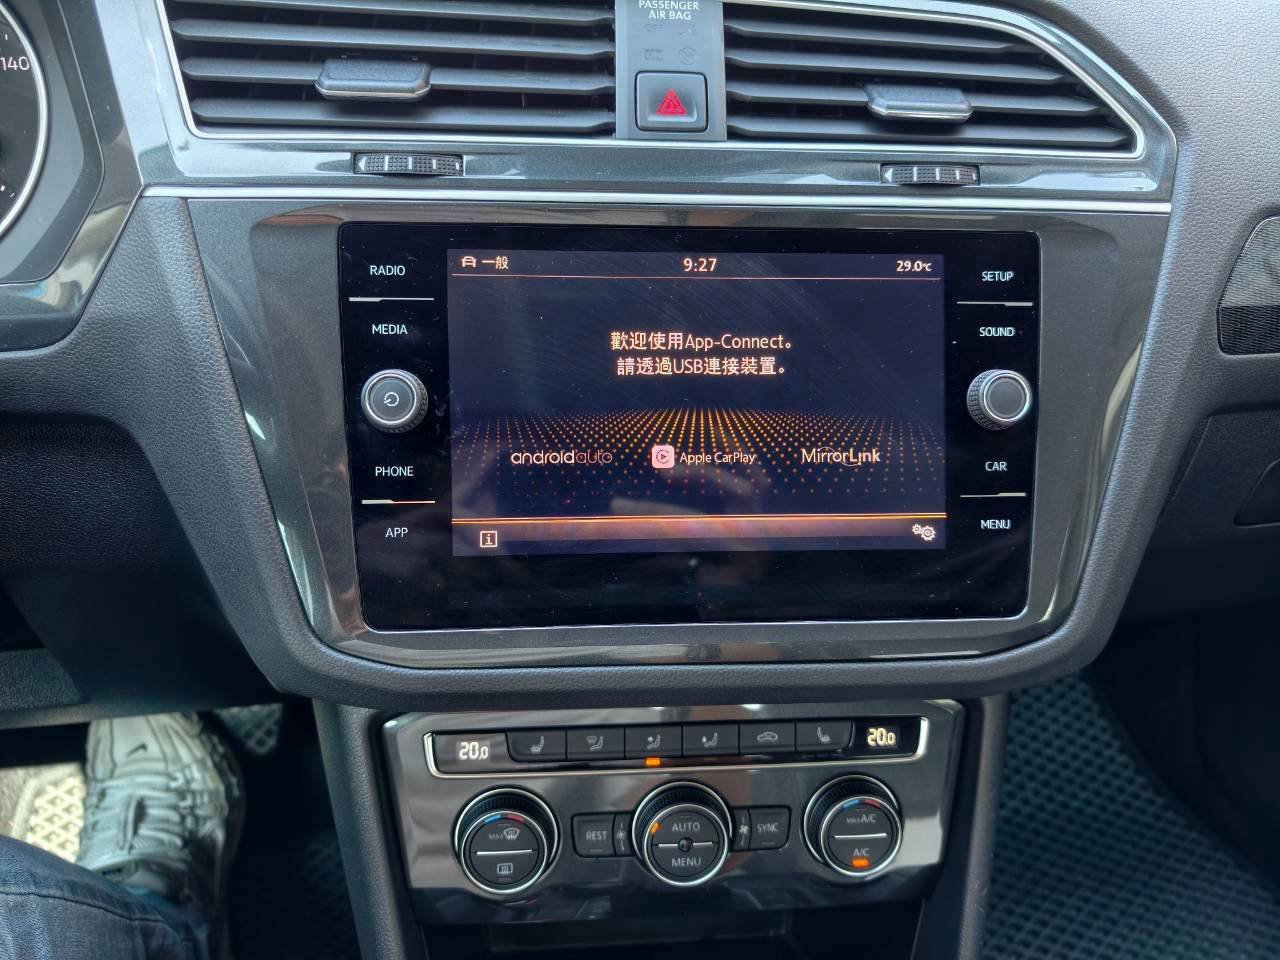 140
PASSENGER
AIR BAG
RADIO
MEDIA
PHONE
APP
一般
9:27
29.0°C
歡迎使用App-Connect。
請透過USB連接裝置。
androidauto
Apple CarPlay
MirrorLink
i
SETUP
SOUND
CAR
MENU
20.0
20.0
MAX
REST
AUTO
MENU
SYNC
MAX A/C
A/C